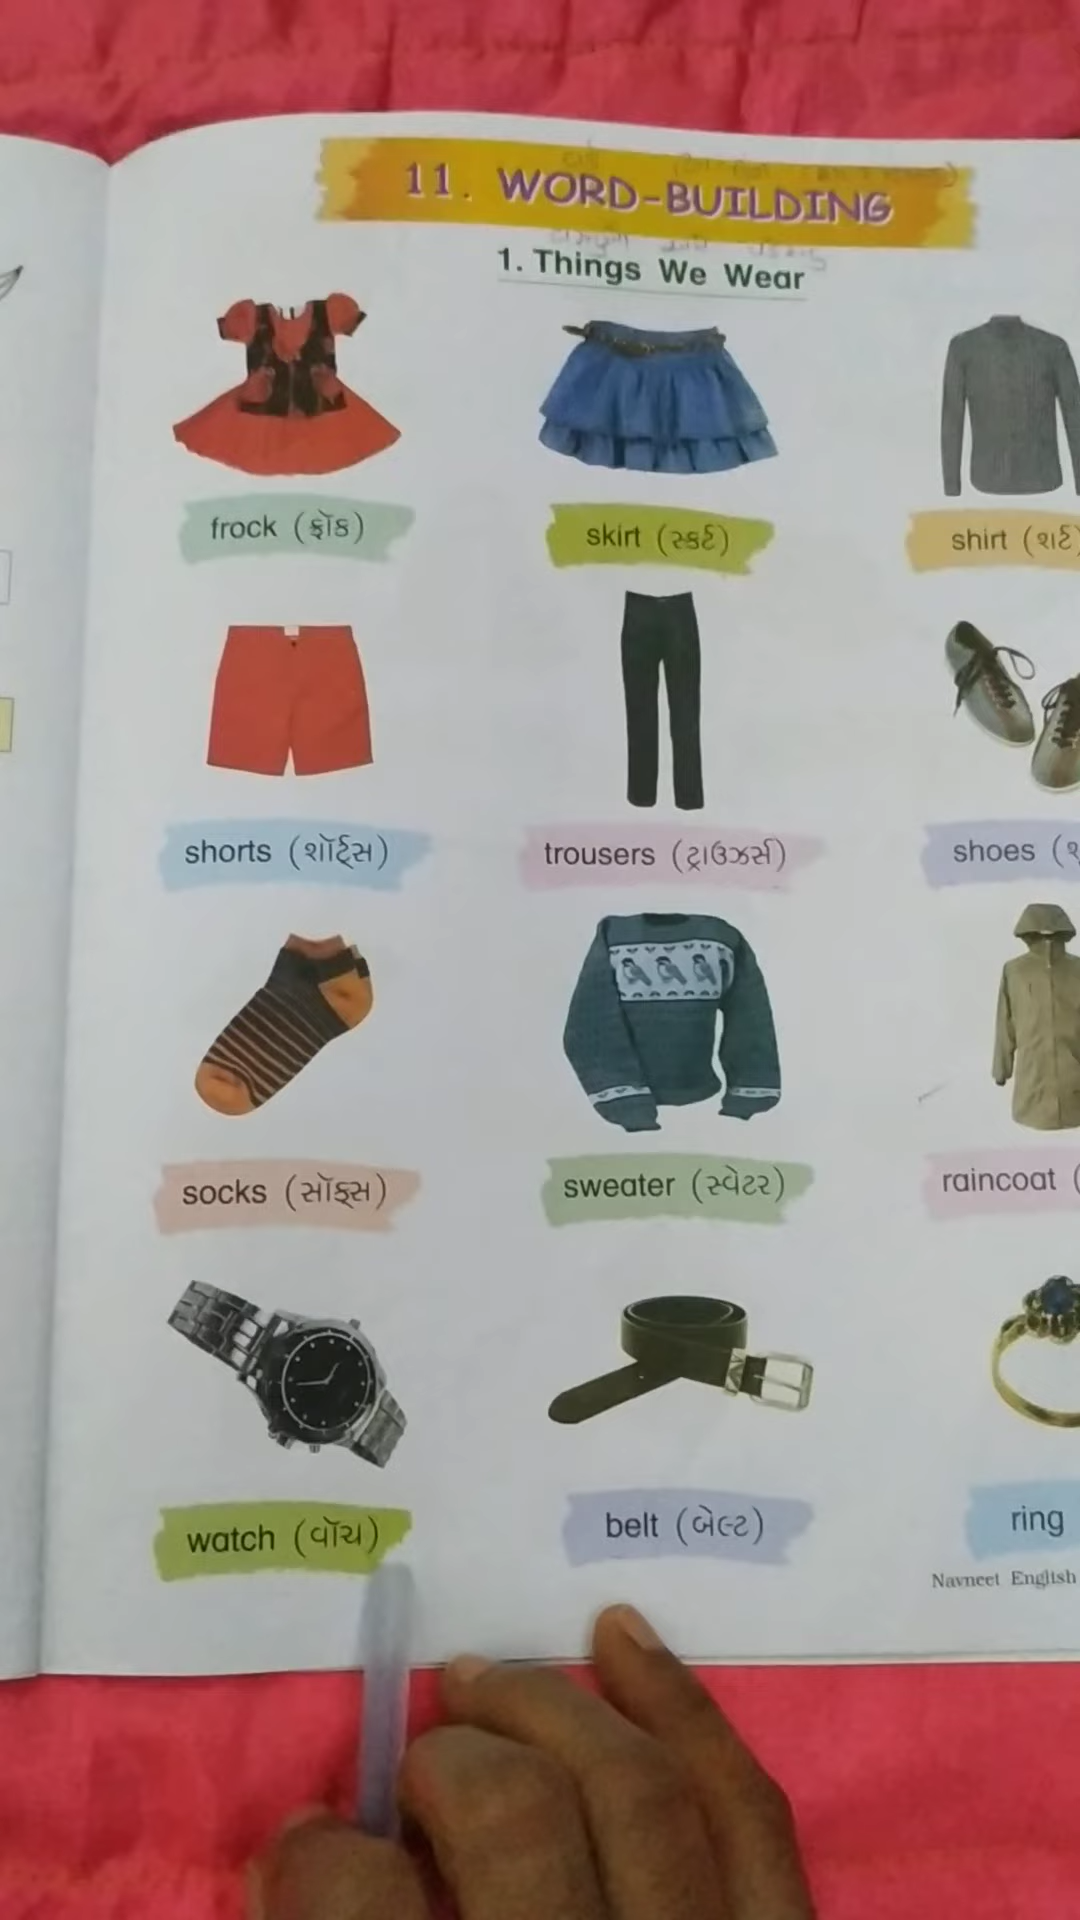 11. WORD-BUILDING
1. Things We Wear
frock (ફ્રૉક)
skirt (સ્કર્ટ)
shirt (શર્ટ)
shorts (શૉર્ટ્સ)
trousers (ટ્રાઉઝર્સ)
shoes
socks (સૉક્સ)
sweater (સ્વેટર)
raincoat
watch (વૉચ)
belt (બેલ્ટ)
ring
Navneet English